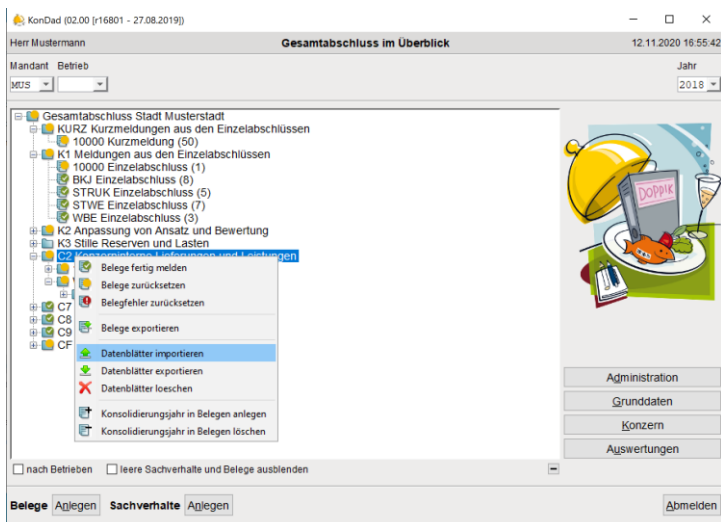 KonDad (02.00 [r16801 - 27.08.2019])
Herr Mustermann Gesamtabschluss im Überblick 12.11.2020 16:55:42
Mandant Betrieb Jahr
MUS 2018
Gesamtabschluss Stadt Musterstadt
KURZ Kurzmeldungen aus den Einzelabschlüssen
10000 Kurzmeldung (50)
K1 Meldungen aus den Einzelabschlüssen
10000 Einzelabschluss (1)
BKJ Einzelabschluss (8)
STRUK Einzelabschluss (5)
STWE Einzelabschluss (7)
WBE Einzelabschluss (3)
K2 Anpassung von Ansatz und Bewertung
K3 Stille Reserven und Lasten
C2 Konzerninterne Lieferungen und Leistungen
C7
C8
C9
CF
Belege fertig melden
Belege zurücksetzen
Belegfehler zurücksetzen
Belege exportieren
Datenblätter importieren
Datenblätter exportieren
Datenblätter loeschen
Konsolidierungsjahr in Belegen anlegen
Konsolidierungsjahr in Belegen löschen
DOPPIK
Administration
Grunddaten
Konzern
Auswertungen
nach Betrieben leere Sachverhalte und Belege ausblenden
Belege Anlegen Sachverhalte Anlegen Abmelden